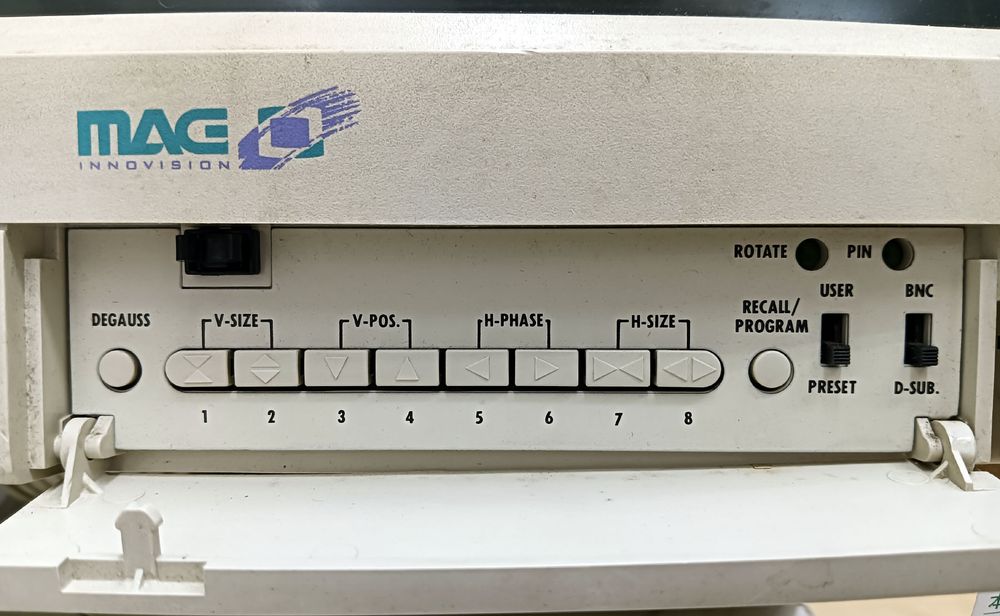 MAG
INNOVISION
ROTATE PIN
USER BNC
DEGAUSS V-SIZE V-POS. H-PHASE H-SIZE RECALL/
PROGRAM
PRESET D-SUB.
1 2 3 4 5 6 7 8